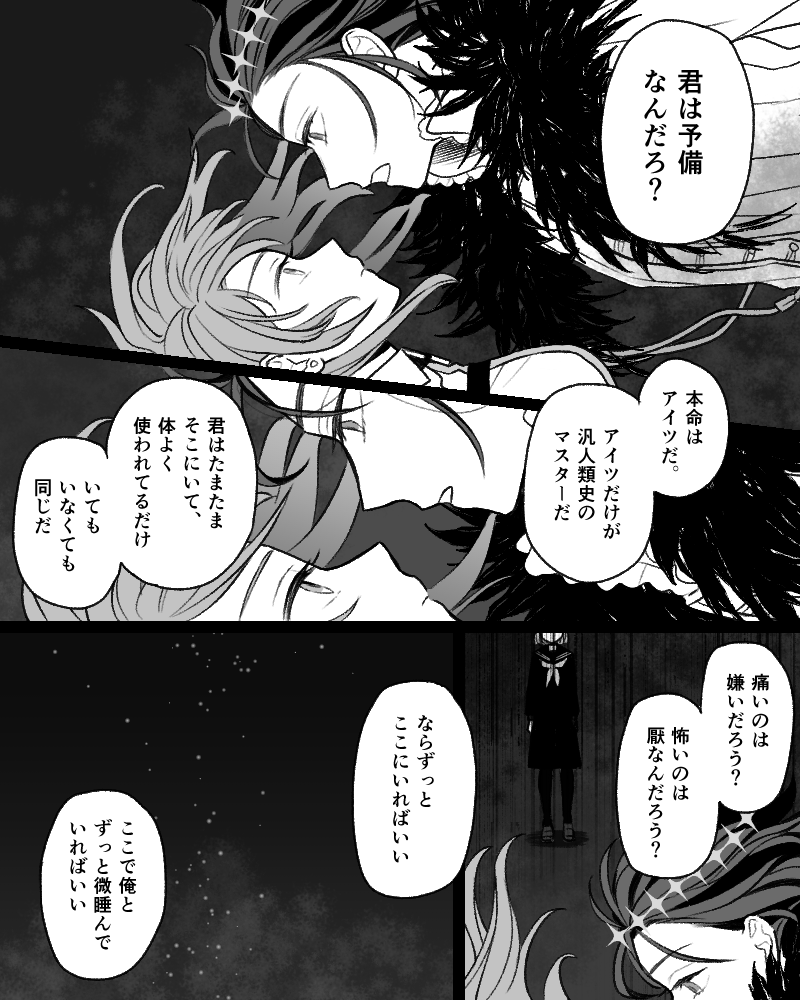 君は予備
なんだろ？
本命は
アイツだ。
アイツだけが
汎人類史の
マスターだ
君はたまたま
そこにいて、
体よく
使われてるだけ
いても
いなくても
同じだ
痛いのは
嫌いだろう？
怖いのは
厭なんだろう？
ならずっと
ここにいればいい
ここで俺と
ずっと微睡んで
いればいい